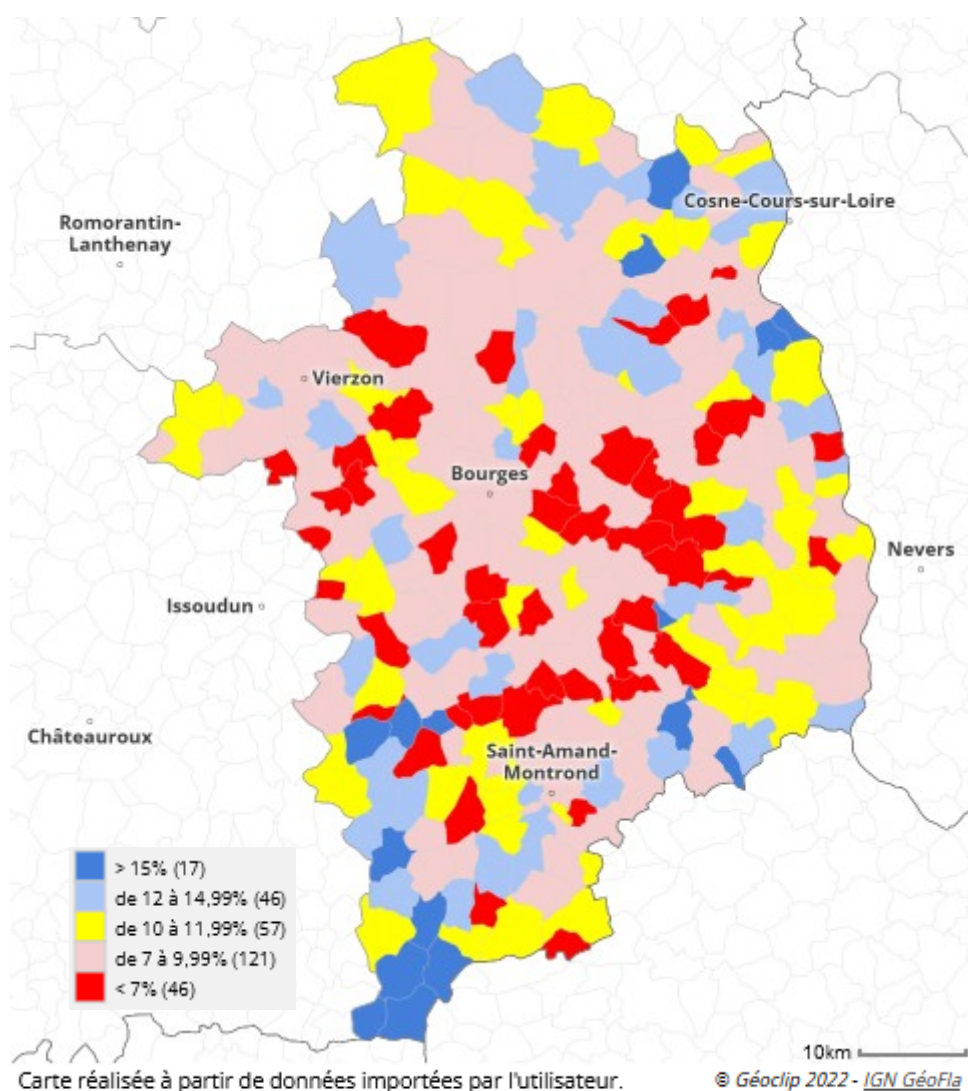 Cosne-Cours-sur-Loire
Romorantin-
Lanthenay
Vierzon
Bourges
Nevers
Issoudun
Châteauroux
Saint-Amand-
Montrond
> 15% (17)
de 12 à 14,99% (46)
de 10 à 11,99% (57)
de 7 à 9,99% (121)
< 7% (46)
10km
Carte réalisée à partir de données importées par l'utilisateur.
© Géoclip 2022 - IGN GéoFla